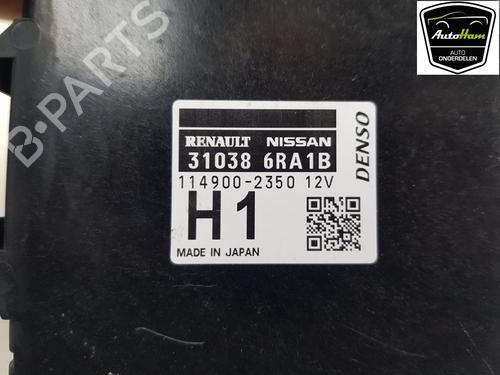 AutoHam
AUTO
ONDERDELEN
B-PARTS
RENAULT NISSAN
31038 6RA1B
DENSO
114900-2350 12V
H1
MADE IN JAPAN